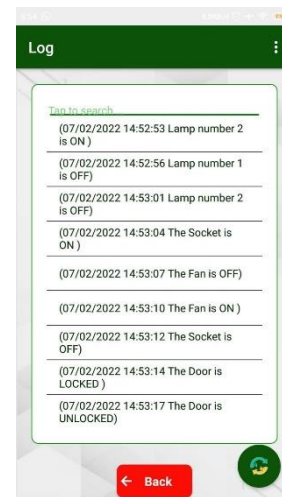 Log
Tap to search
(07/02/2022 14:52:53 Lamp number 2
is ON )
(07/02/2022 14:52:56 Lamp number 1
is OFF)
(07/02/2022 14:53:01 Lamp number 2
is OFF)
(07/02/2022 14:53:04 The Socket is
ON )
(07/02/2022 14:53:07 The Fan is OFF)
(07/02/2022 14:53:10 The Fan is ON )
(07/02/2022 14:53:12 The Socket is
OFF)
(07/02/2022 14:53:14 The Door is
LOCKED )
(07/02/2022 14:53:17 The Door is
UNLOCKED)
Back